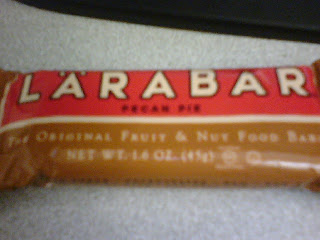 LÄRABAR
PECAN PIE
THE ORIGINAL FRUIT & NUT FOOD BAR
NET WT. 1.6 OZ. (45g)